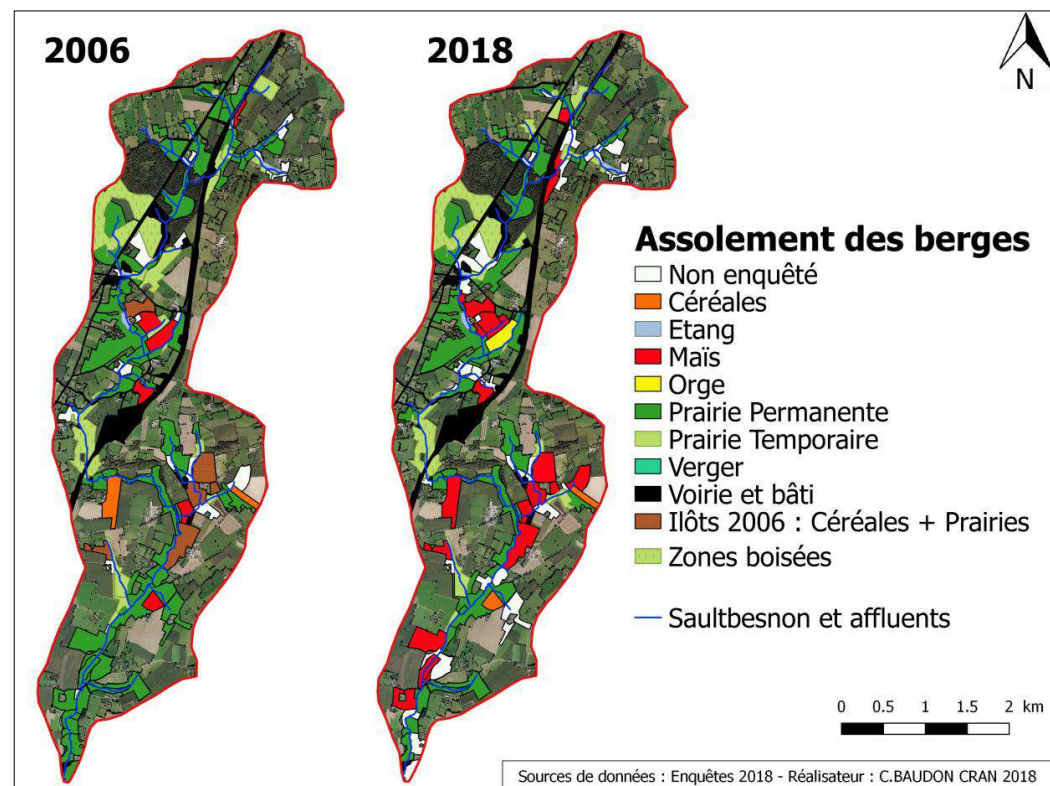 2006
2018
N
Assolement des berges
Non enquêté
Céréales
Etang
Maïs
Orge
Prairie Permanente
Prairie Temporaire
Verger
Voirie et bâti
Ilôts 2006 : Céréales + Prairies
Zones boisées
Saultbesnon et affluents
0 0.5 1 1.5 2 km
Sources de données : Enquêtes 2018 - Réalisateur : C.BAUDON CRAN 2018